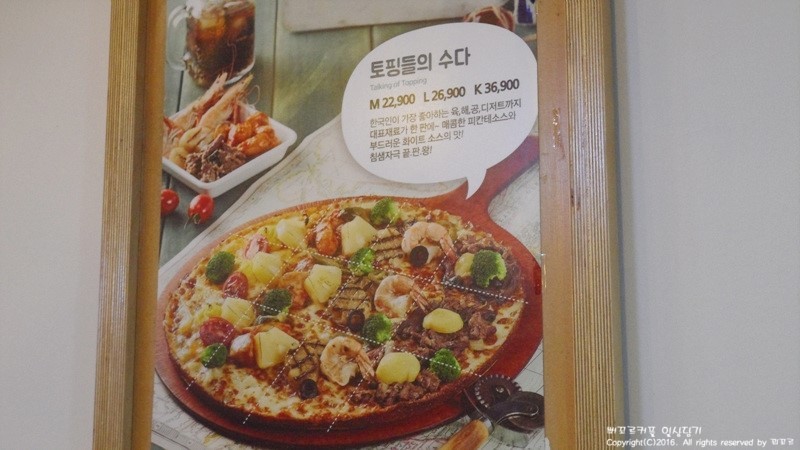 토핑들의 수다
Talking of Topping
M 22,900 L 26,900 K 36,900
한국인이 가장 좋아하는 육,해,공,디저트까지
대표재료가 한 판에~ 매콤한 피칸테소스와
부드러운 화이트 소스의 맛!
침샘자극 끝.판.왕!
Copyright(C)2016. All rights reserved by